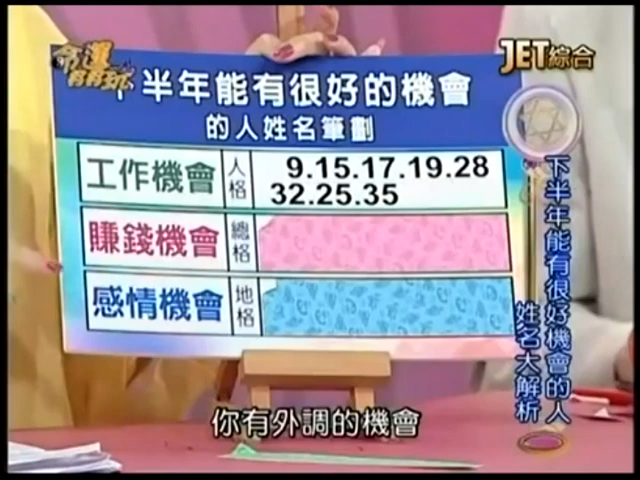 命運好好玩
JET綜合
下半年能有很好的機會
的人姓名筆劃
工作機會 人格 9.15.17.19.28
32.25.35
賺錢機會 總格
感情機會 地格
下半年能有很好機會的人
姓名大解析
你有外調的機會